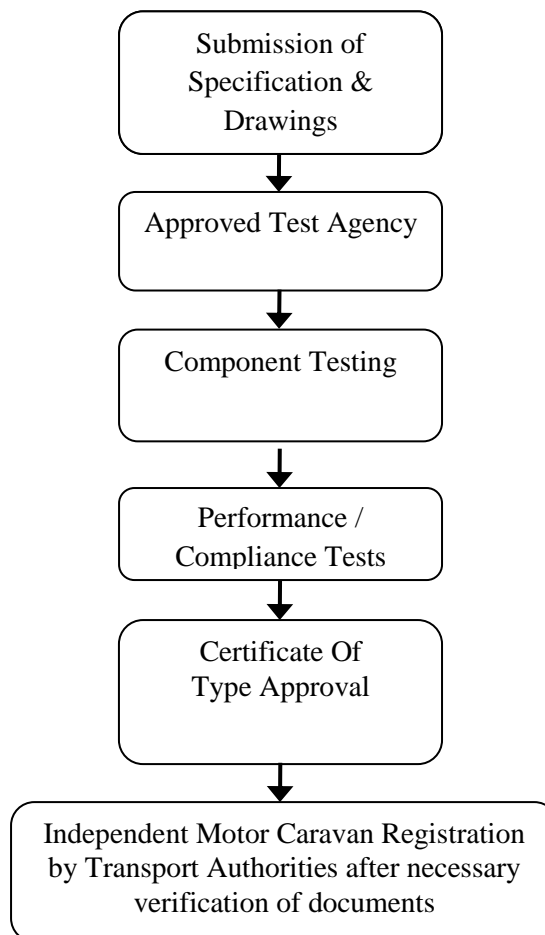 Submission of
Specification &
Drawings
Approved Test Agency
Component Testing
Performance /
Compliance Tests
Certificate Of
Type Approval
Independent Motor Caravan Registration
by Transport Authorities after necessary
verification of documents